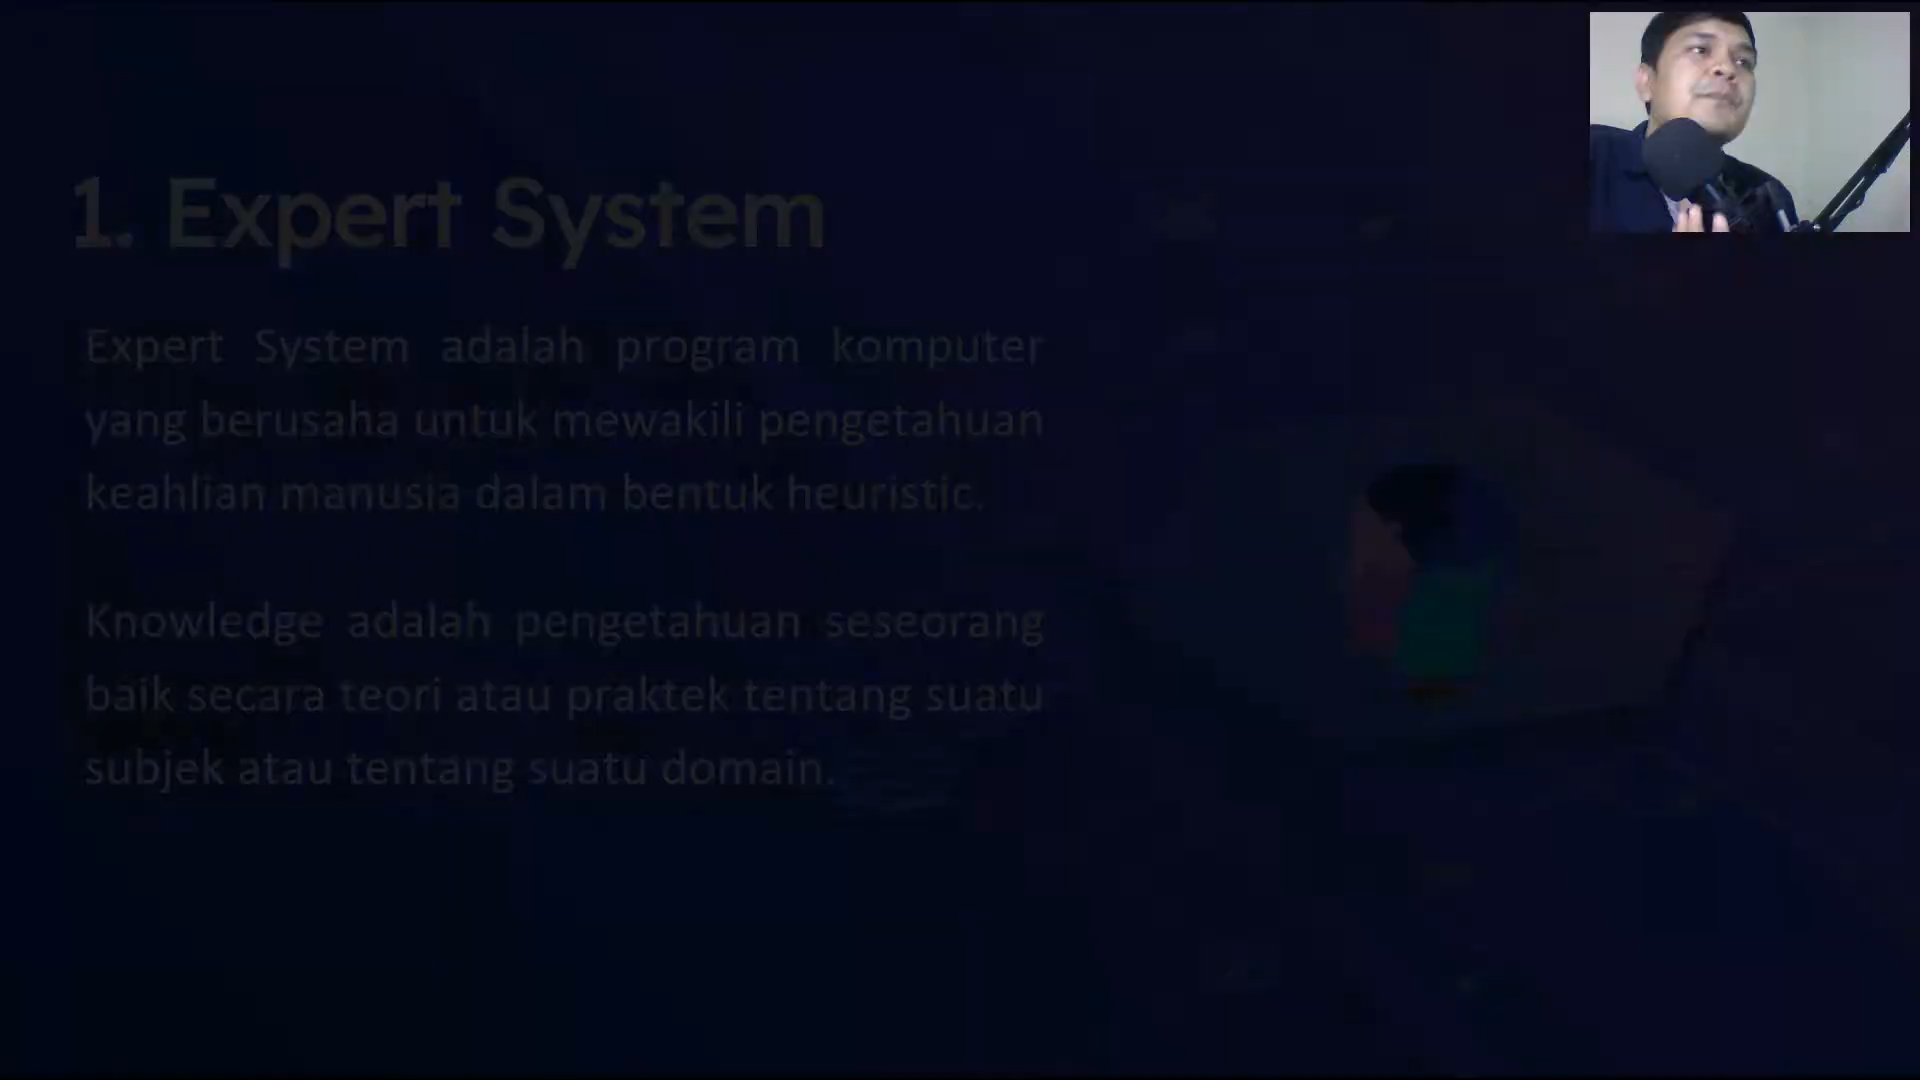 1. Expert System
Expert System adalah program komputer
yang berusaha untuk mewakili pengetahuan
keahlian manusia dalam bentuk heuristic.
Knowledge adalah pengetahuan seseorang
baik secara teori atau praktek tentang suatu
subjek atau tentang suatu domain.